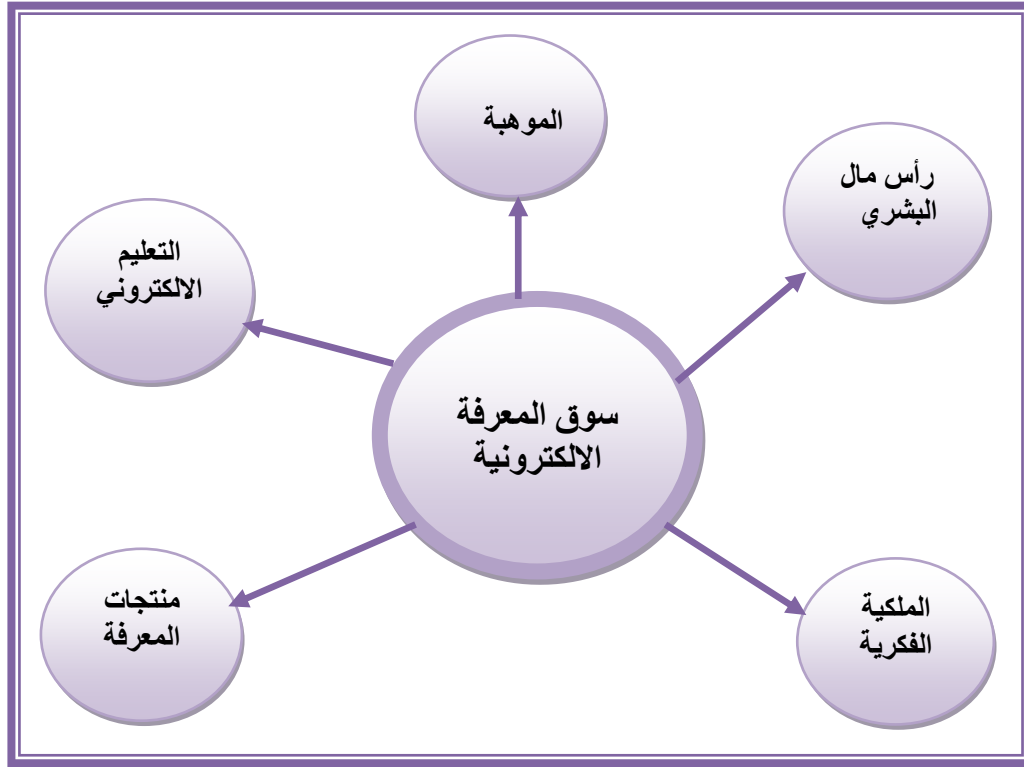 الموهبة
رأس مال
البشري
التعليم
الالكتروني
سوق المعرفة
الالكترونية
منتجات
المعرفة
الملكية
الفكرية